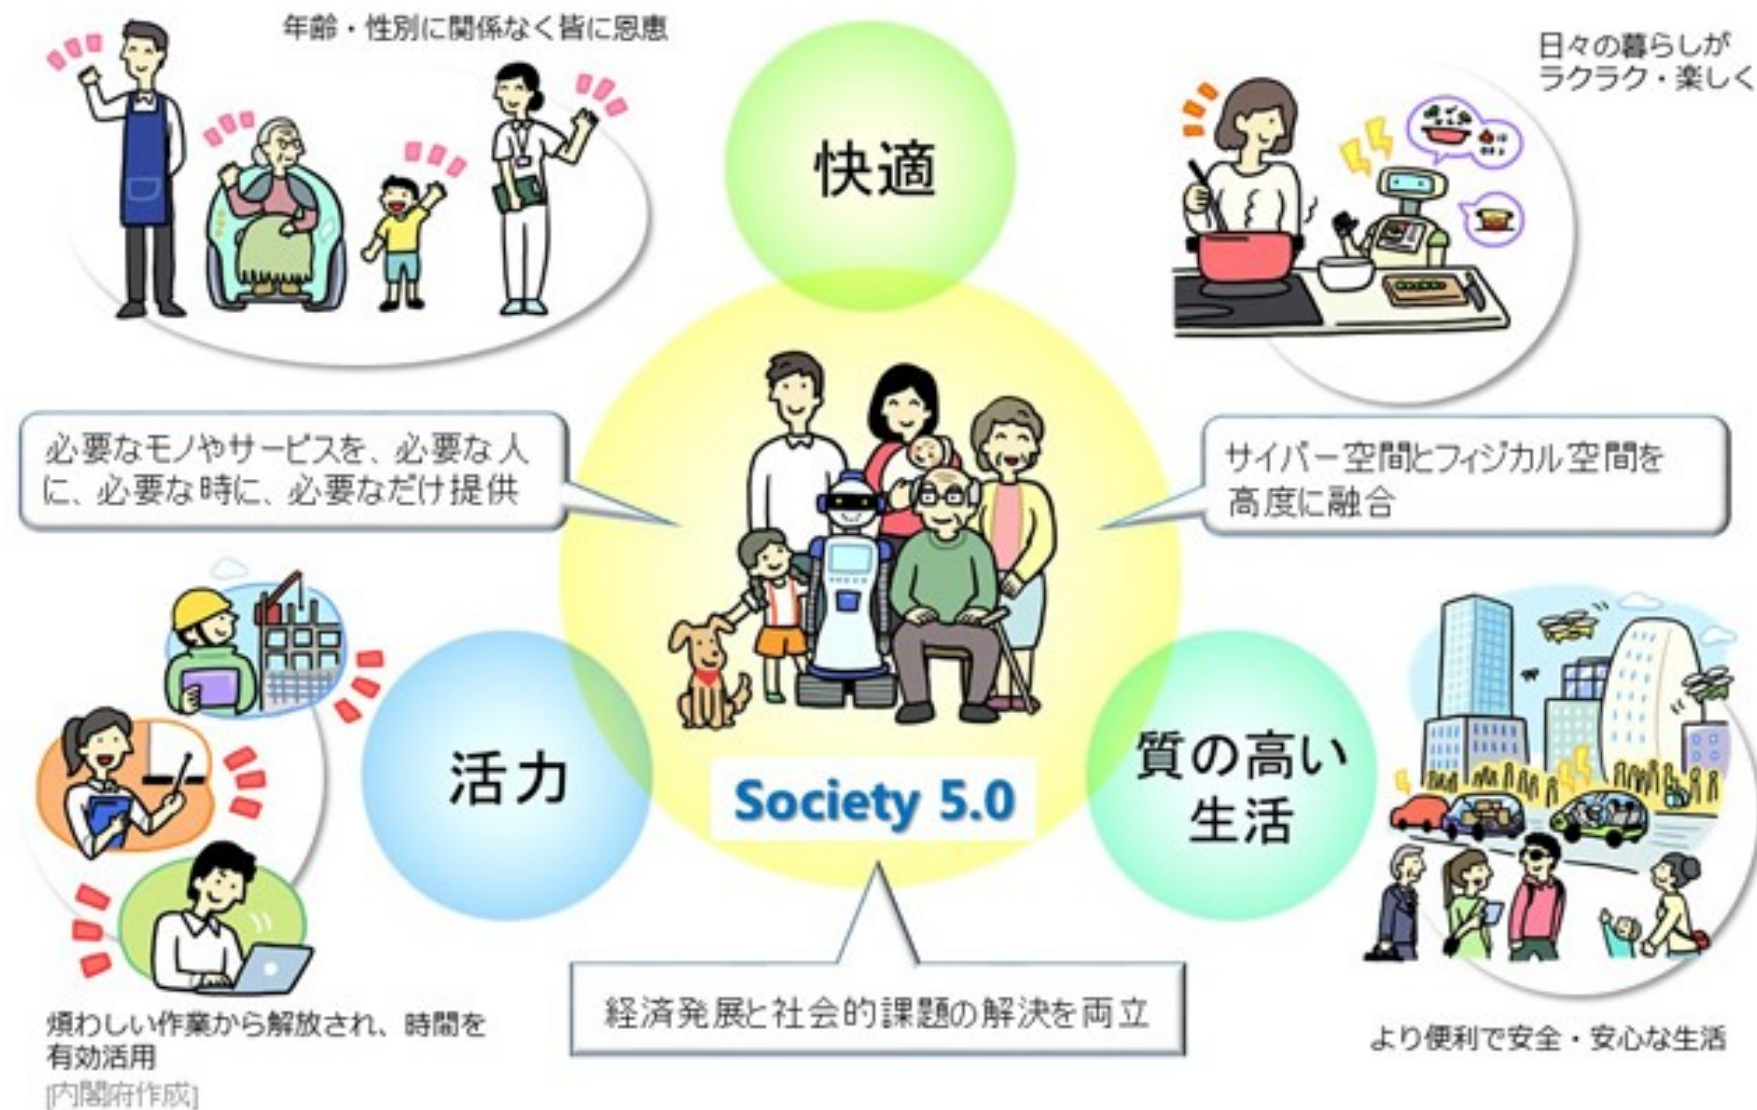 年齢・性別に関係なく皆に恩恵
日々の暮らしが
ラクラク・楽しく
快適
必要なモノやサービスを、必要な人
に、必要な時に、必要なだけ提供
サイバー空間とフィジカル空間を
高度に融合
活力
Society 5.0
質の高い
生活
経済発展と社会的課題の解決を両立
煩わしい作業から解放され、時間を
有効活用
[内閣府作成]
より便利で安全・安心な生活